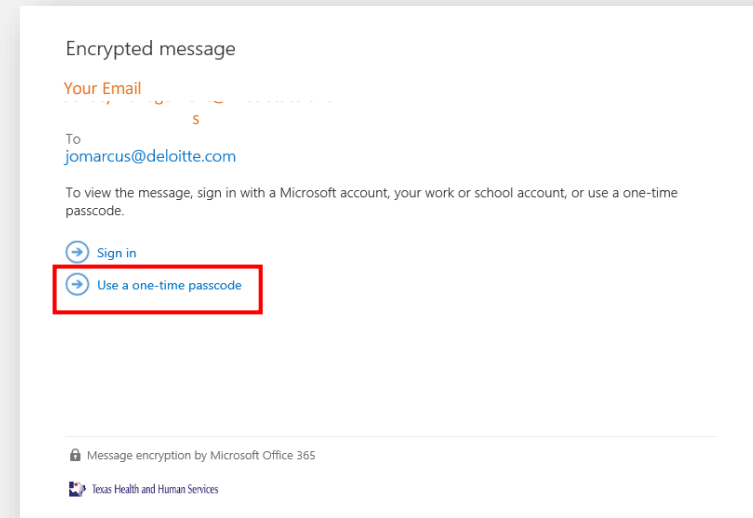 Encrypted message
Your Email
s
To
jomarcus@deloitte.com
To view the message, sign in with a Microsoft account, your work or school account, or use a one-time
passcode.
Sign in
Use a one-time passcode
Message encryption by Microsoft Office 365
Texas Health and Human Services